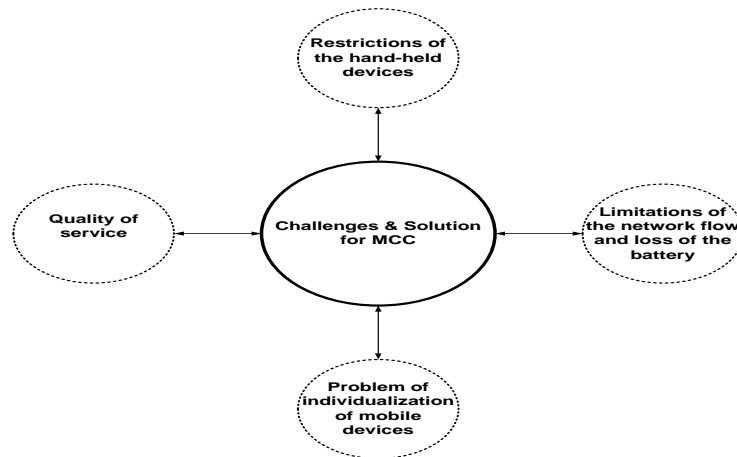 Restrictions of
the hand-held
devices
Quality of
service
Challenges & Solution
for MCC
Limitations of
the network flow
and loss of the
battery
Problem of
individualization
of mobile
devices